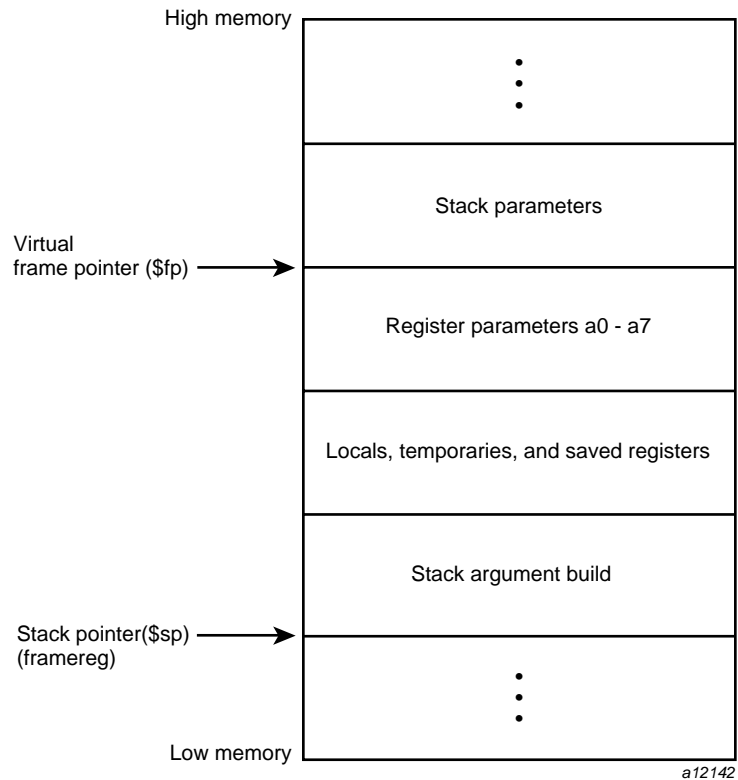 High memory
Stack parameters
Virtual
frame pointer ($fp)
Register parameters a0 - a7
Locals, temporaries, and saved registers
Stack argument build
Stack pointer($sp)
(framereg)
Low memory
a12142